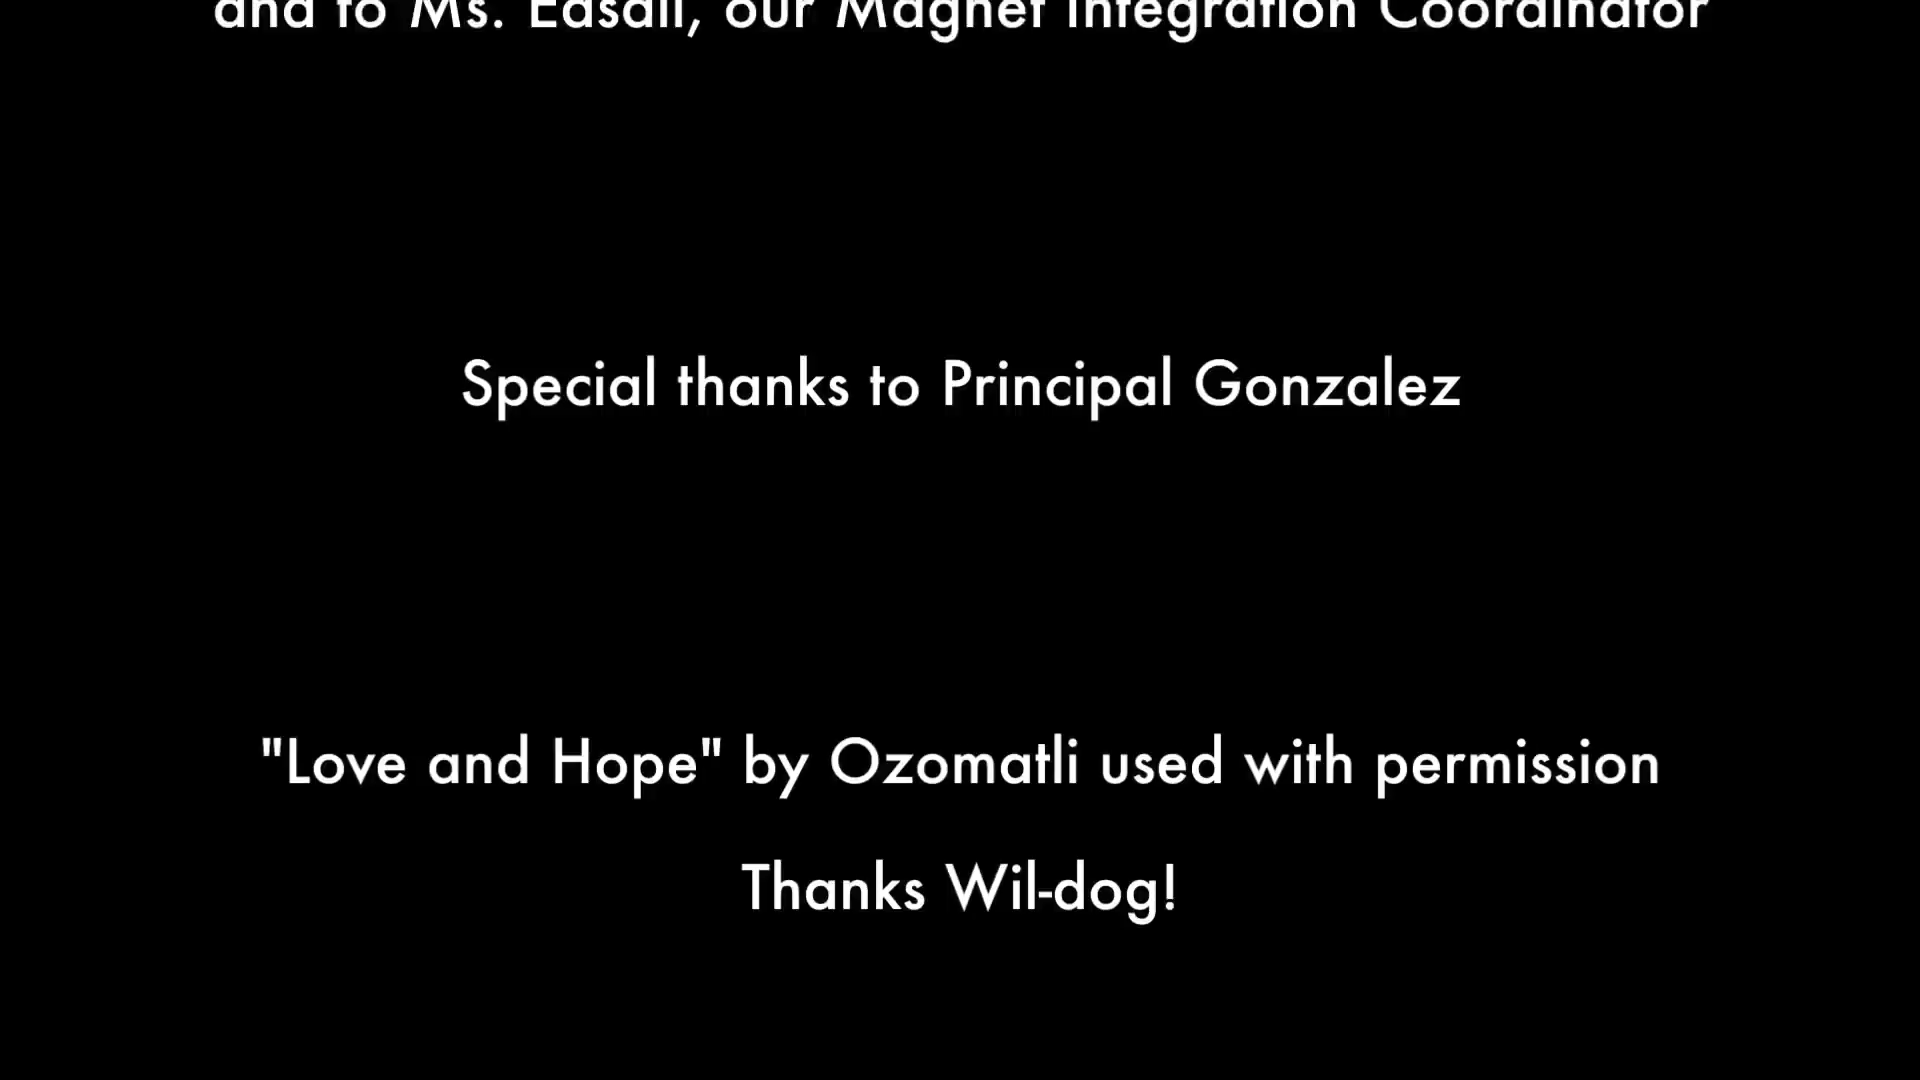 and to Ms. Edsall, our Magnet Integration Coordinator
Special thanks to Principal Gonzalez
"Love and Hope" by Ozomatli used with permission
Thanks Wil-dog!